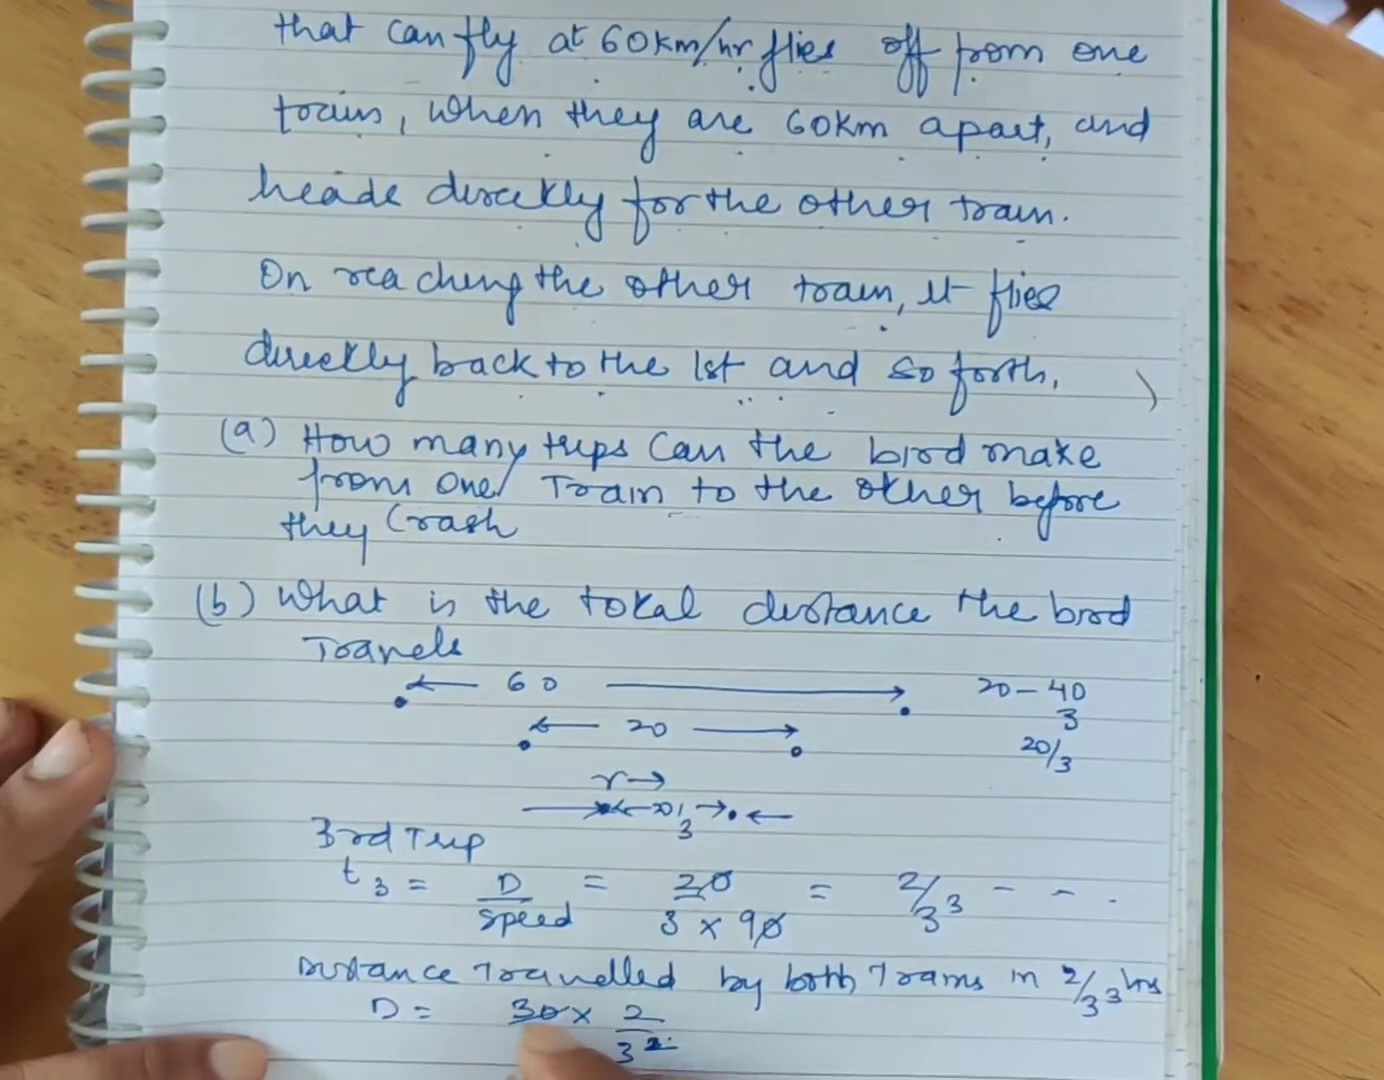 that can fly at 60km/hr flies off from one
train, when they are 60km apart, and
heads directly for the other train.
On reaching the other train, it flies
directly back to the 1st and so forth.
(a) How many trips can the bird make
from one Train to the other before
they Crash
(b) What is the total distance the bird
Travels
60 20-40
3
20 20/3
20/3
3rd Trip
t3 = D/speed = 20/3x90 = 2/3^3 - - .
Distance Travelled by both Trains in 2/3^3 hrs
D = 30 x 2/3^2